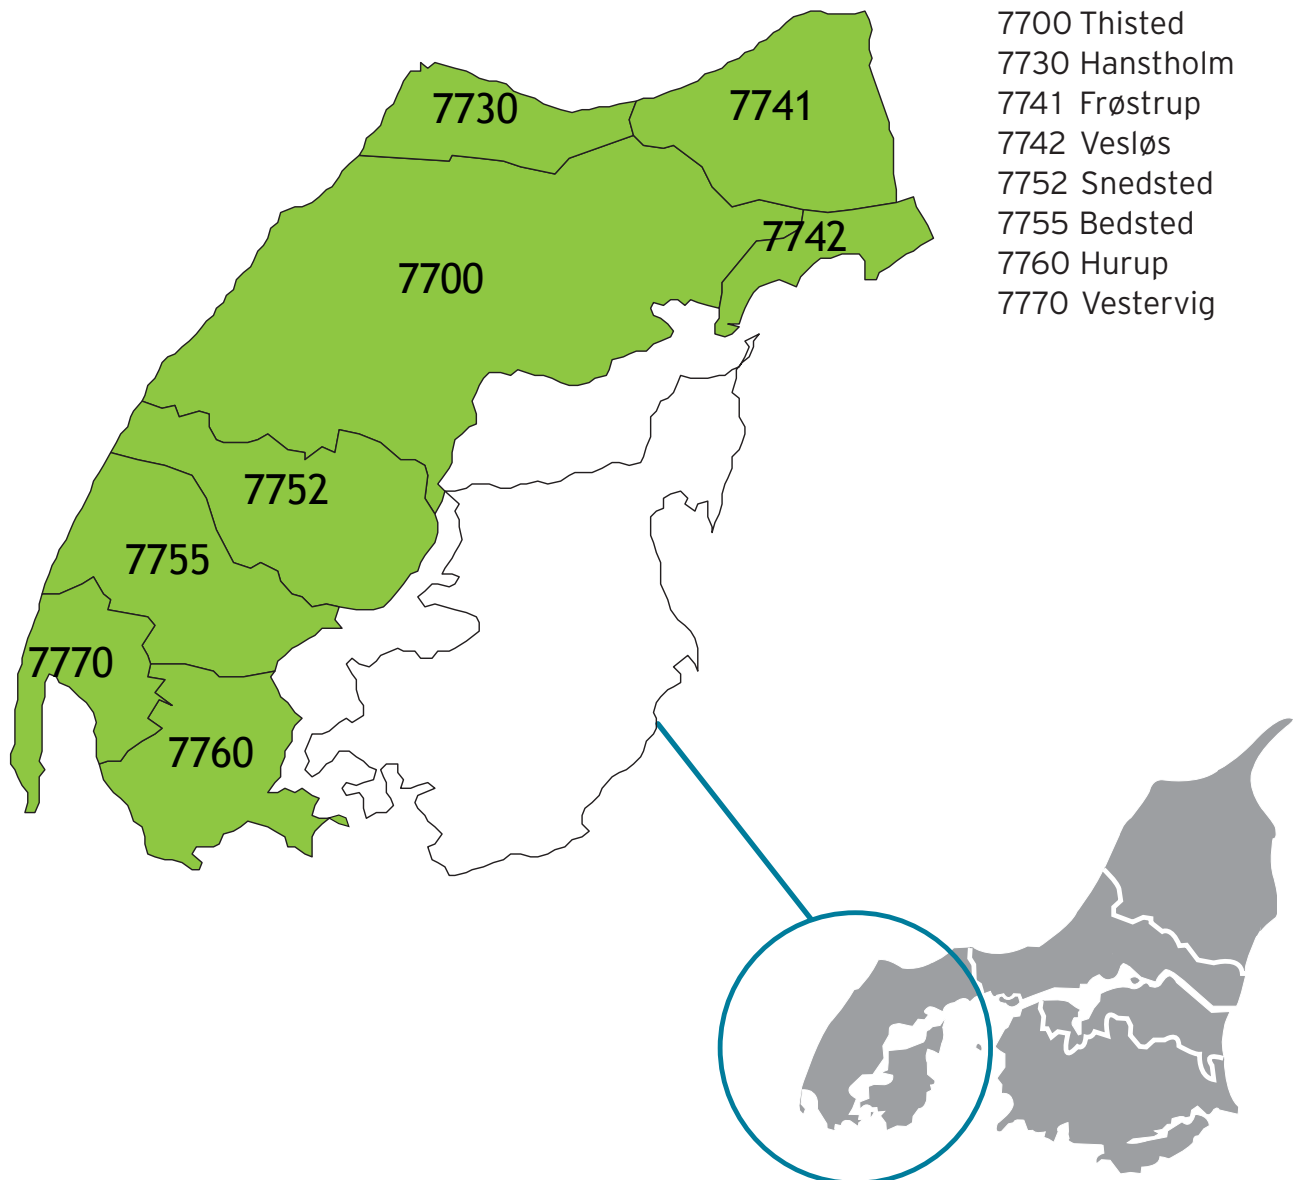 7700 Thisted
7730 Hanstholm
7741 Frøstrup
7742 Vesløs
7752 Snedsted
7755 Bedsted
7760 Hurup
7770 Vestervig
7730
7741
7742
7700
7752
7755
7770
7760